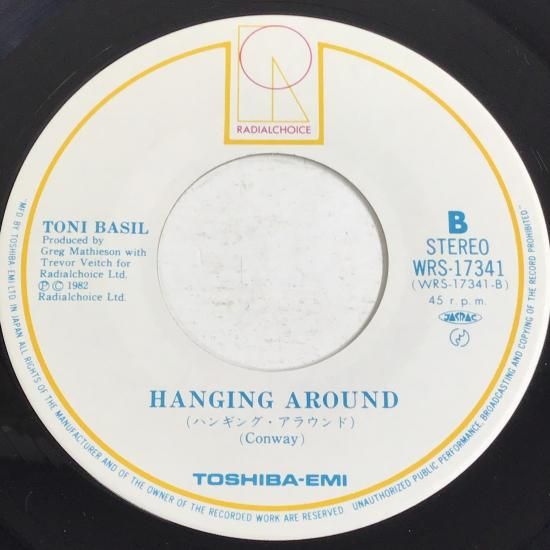 RADIALCHOICE
TONI BASIL
Produced by
Greg Mathieson with
Trevor Veitch for
Radialchoice Ltd.
Ⓟ Ⓒ 1982
Radialchoice Ltd.
B
STEREO
WRS-17341
(WRS-17341-B)
45 r.p.m.
JASRAC
HANGING AROUND
(ハンギング・アラウンド)
(Conway)
TOSHIBA-EMI
MFD BY TOSHIBA EMI LTD IN JAPAN ALL RIGHTS OF THE MANUFACTURER AND OF THE OWNER OF THE RECORDED WORK ARE RESERVED. UNAUTHORIZED PUBLIC PERFORMANCE, BROADCASTING AND COPYING OF THE RECORD PROHIBITED